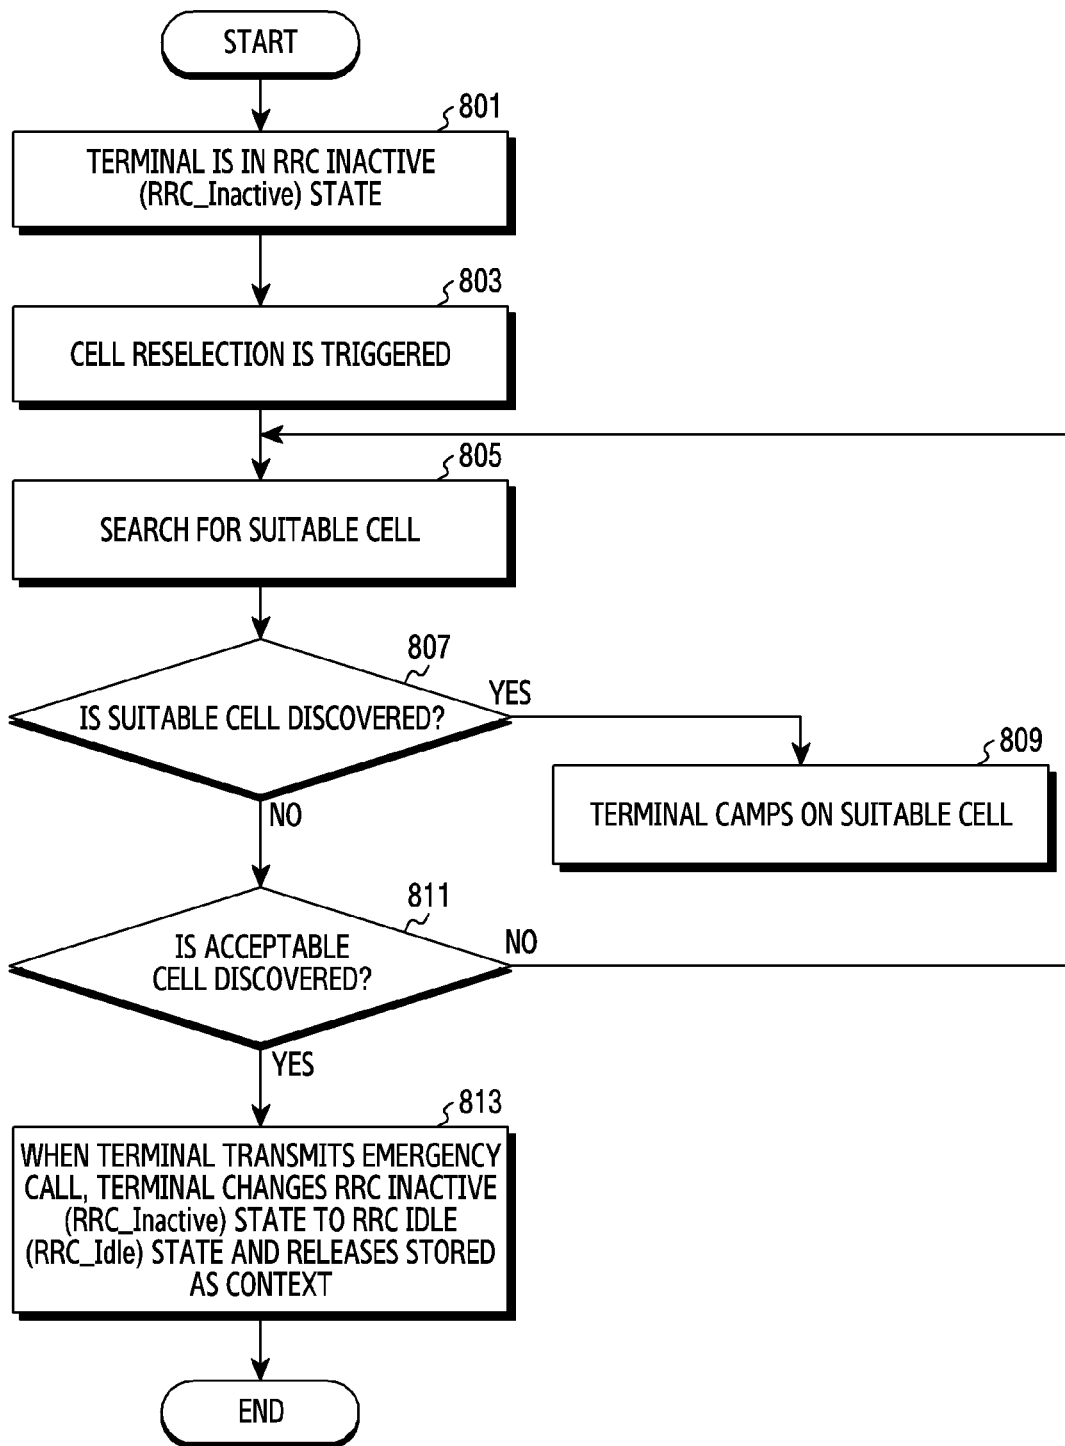 START
801
TERMINAL IS IN RRC INACTIVE
(RRC_Inactive) STATE
803
CELL RESELECTION IS TRIGGERED
805
SEARCH FOR SUITABLE CELL
807
IS SUITABLE CELL DISCOVERED?
YES
809
TERMINAL CAMPS ON SUITABLE CELL
NO
811
IS ACCEPTABLE
CELL DISCOVERED?
NO
YES
813
WHEN TERMINAL TRANSMITS EMERGENCY
CALL, TERMINAL CHANGES RRC INACTIVE
(RRC_Inactive) STATE TO RRC IDLE
(RRC_Idle) STATE AND RELEASES STORED
AS CONTEXT
END